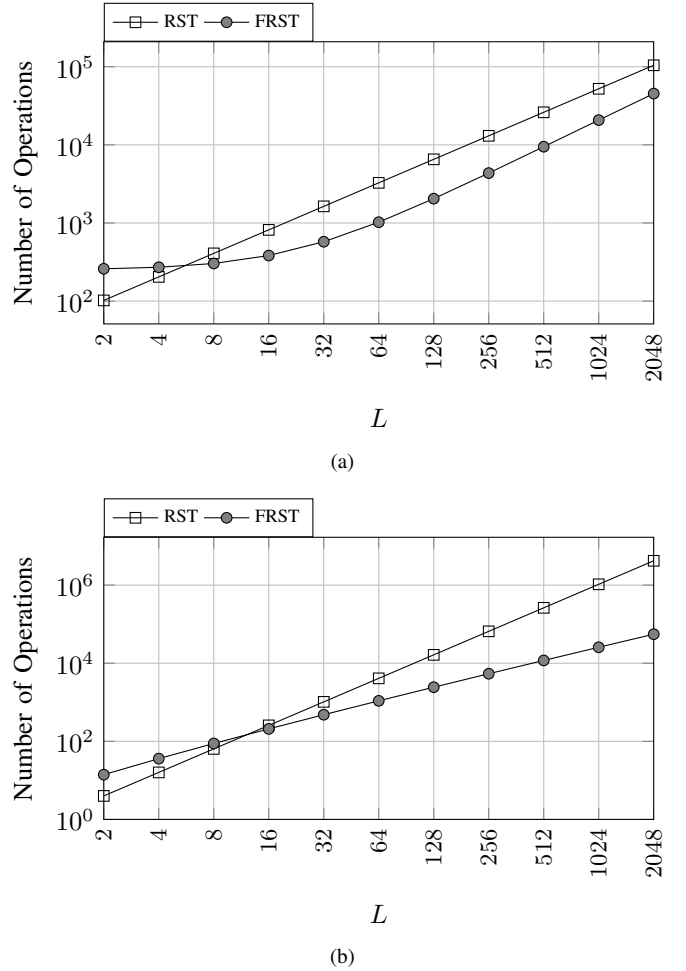 RST FRST
Number of Operations
10^5
10^4
10^3
10^2
2 4 8 16 32 64 128 256 512 1024 2048
L
(a)
RST FRST
Number of Operations
10^6
10^4
10^2
10^0
2 4 8 16 32 64 128 256 512 1024 2048
L
(b)